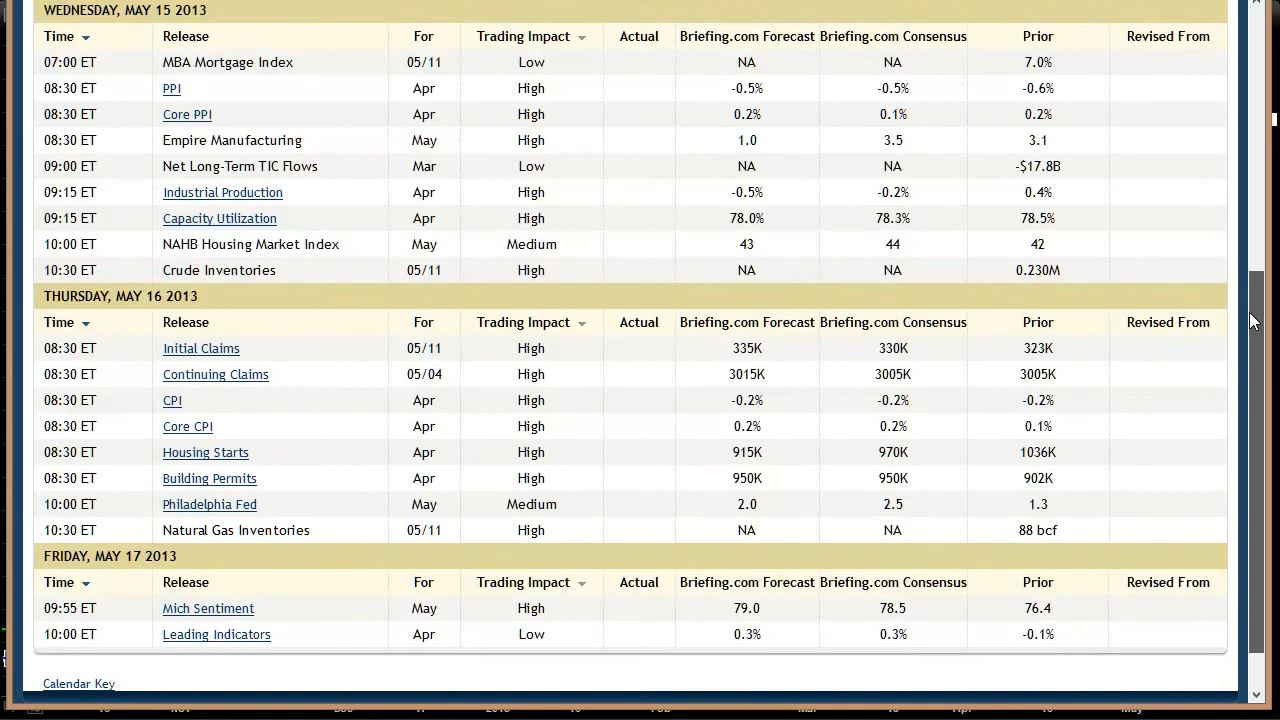 WEDNESDAY, MAY 15 2013
Time Release For Trading Impact Actual Briefing.com Forecast Briefing.com Consensus Prior Revised From
07:00 ET MBA Mortgage Index 05/11 Low NA NA 7.0%
08:30 ET PPI Apr High -0.5% -0.5% -0.6%
08:30 ET Core PPI Apr High 0.2% 0.1% 0.2%
08:30 ET Empire Manufacturing May High 1.0 3.5 3.1
09:00 ET Net Long-Term TIC Flows Mar Low NA NA -$17.8B
09:15 ET Industrial Production Apr High -0.5% -0.2% 0.4%
09:15 ET Capacity Utilization Apr High 78.0% 78.3% 78.5%
10:00 ET NAHB Housing Market Index May Medium 43 44 42
10:30 ET Crude Inventories 05/11 High NA NA 0.230M
THURSDAY, MAY 16 2013
Time Release For Trading Impact Actual Briefing.com Forecast Briefing.com Consensus Prior Revised From
08:30 ET Initial Claims 05/11 High 335K 330K 323K
08:30 ET Continuing Claims 05/04 High 3015K 3005K 3005K
08:30 ET CPI Apr High -0.2% -0.2% -0.2%
08:30 ET Core CPI Apr High 0.2% 0.2% 0.1%
08:30 ET Housing Starts Apr High 915K 970K 1036K
08:30 ET Building Permits Apr High 950K 950K 902K
10:00 ET Philadelphia Fed May Medium 2.0 2.5 1.3
10:30 ET Natural Gas Inventories 05/11 High NA NA 88 bcf
FRIDAY, MAY 17 2013
Time Release For Trading Impact Actual Briefing.com Forecast Briefing.com Consensus Prior Revised From
09:55 ET Mich Sentiment May High 79.0 78.5 76.4
10:00 ET Leading Indicators Apr Low 0.3% 0.3% -0.1%
Calendar Key